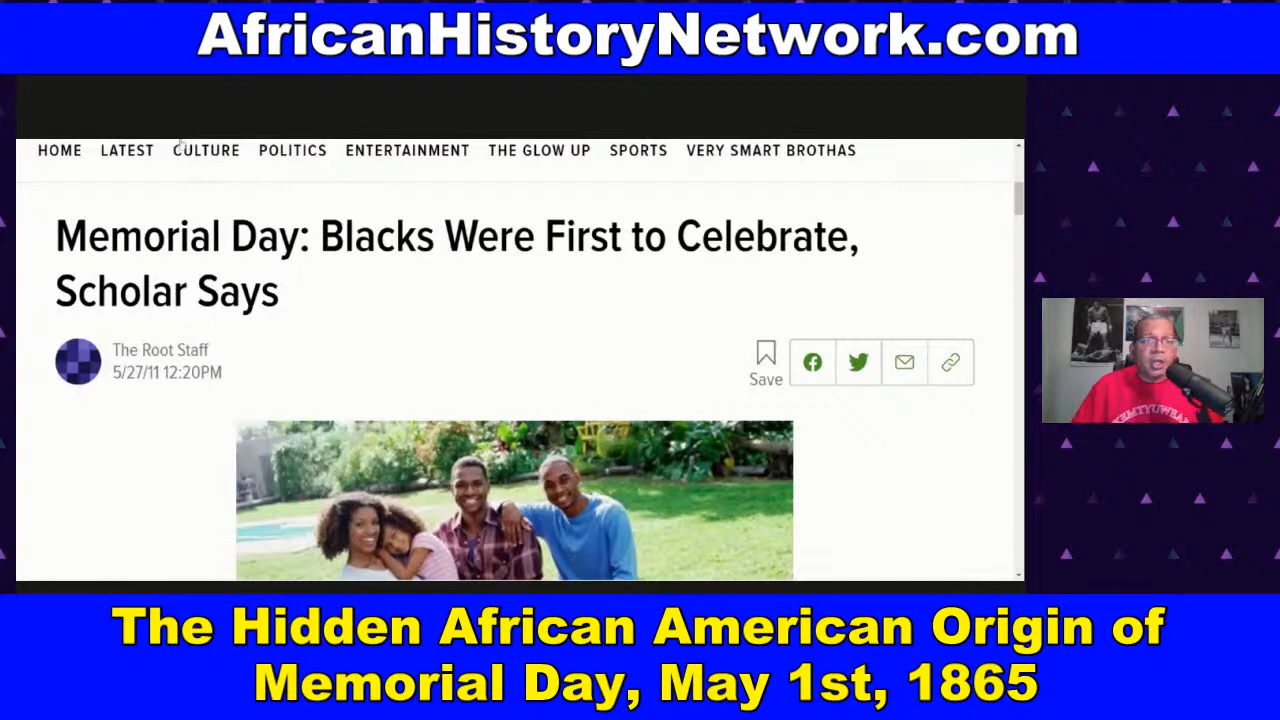 AfricanHistoryNetwork.com
HOME LATEST CULTURE POLITICS ENTERTAINMENT THE GLOW UP SPORTS VERY SMART BROTHAS
Memorial Day: Blacks Were First to Celebrate,
Scholar Says
The Root Staff
5/27/11 12:20PM
Save
The Hidden African American Origin of
Memorial Day, May 1st, 1865